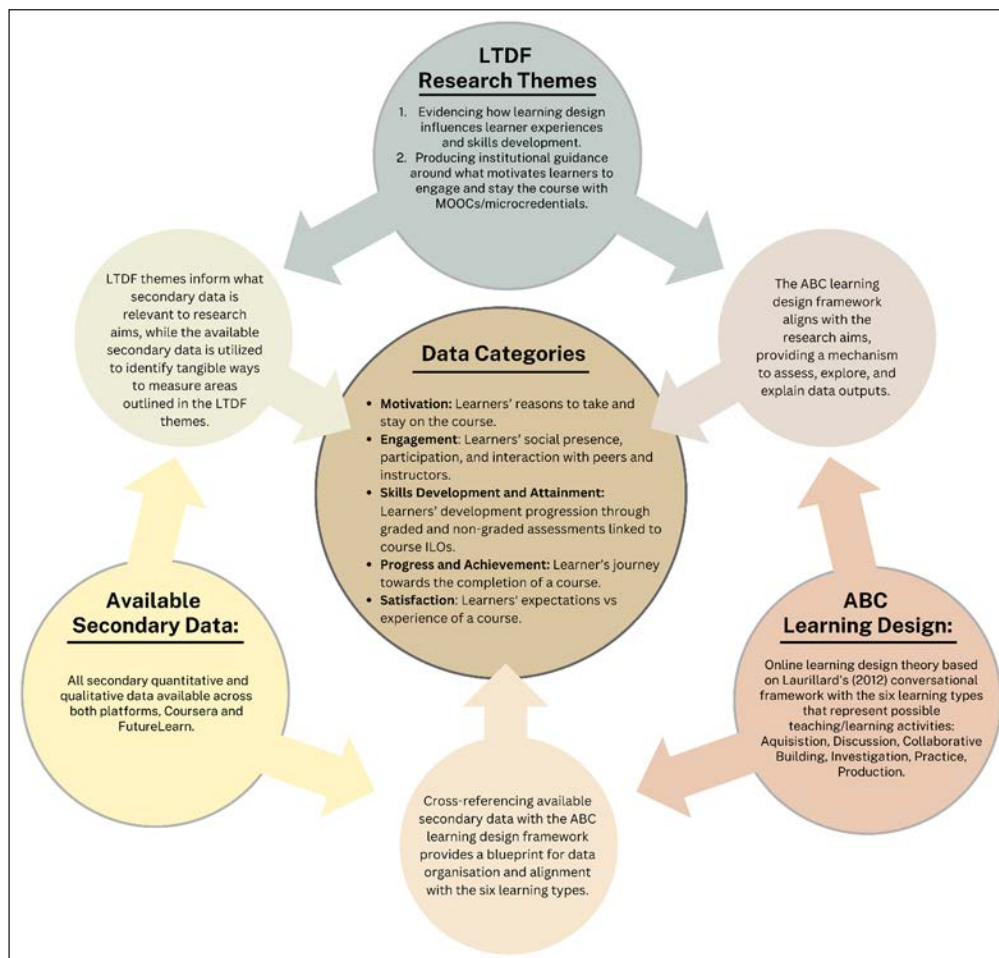 LTDF
Research Themes
1. Evidencing how learning design
influences learner experiences
and skills development.
2. Producing institutional guidance
around what motivates learners to
engage and stay the course with
MOOCs/microcredentials.
LTDF themes inform what
secondary data is
relevant to research
aims, while the available
secondary data is utilized
to identify tangible ways
to measure areas
outlined in the LTDF
themes.
The ABC learning
design framework
aligns with the
research aims,
providing a mechanism
to assess, explore, and
explain data outputs.
Data Categories
• Motivation: Learners' reasons to take and
stay on the course.
• Engagement: Learners' social presence,
participation, and interaction with peers and
instructors.
• Skills Development and Attainment:
Learners' development progression through
graded and non-graded assessments linked to
course ILOs.
• Progress and Achievement: Learner's journey
towards the completion of a course.
• Satisfaction: Learners' expectations vs
experience of a course.
Available
Secondary Data:
All secondary quantitative and
qualitative data available across
both platforms, Coursera and
FutureLearn.
ABC
Learning Design:
Online learning design theory based
on Laurillard's (2012) conversational
framework with the six learning types
that represent possible
teaching/learning activities:
Aquisistion, Discussion, Collaborative
Building, Investigation, Practice,
Production.
Cross-referencing available
secondary data with the ABC
learning design framework
provides a blueprint for data
organisation and alignment
with the six learning types.